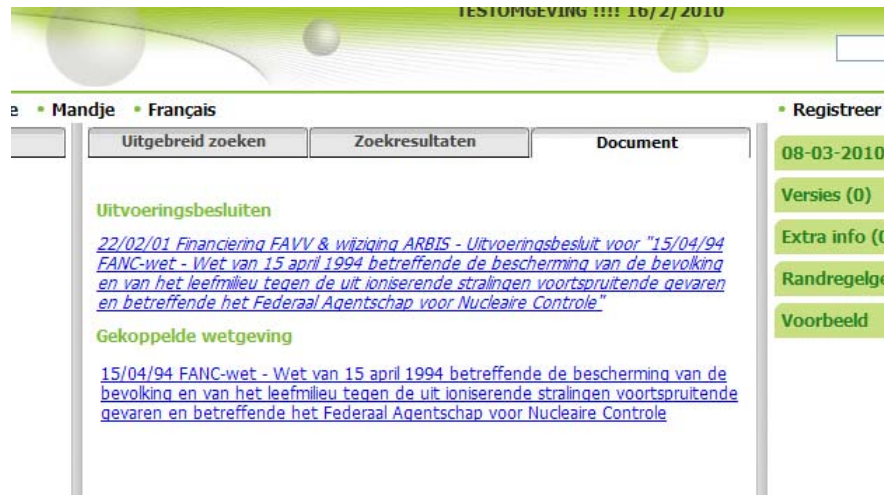 TESTOMGEVING !!!! 16/2/2010
e • Mandje • Français
• Registreer
Uitgebreid zoeken Zoekresultaten Document
08-03-2010
Versies (0)
Extra info (0
Randregelge
Voorbeeld
Uitvoeringsbesluiten
22/02/01 Financiering FAVV & wijziging ARBIS - Uitvoeringsbesluit voor "15/04/94
FANC-wet - Wet van 15 april 1994 betreffende de bescherming van de bevolking
en van het leefmilieu tegen de uit ioniserende stralingen voortspruitende gevaren
en betreffende het Federaal Agentschap voor Nucleaire Controle"
Gekoppelde wetgeving
15/04/94 FANC-wet - Wet van 15 april 1994 betreffende de bescherming van de
bevolking en van het leefmilieu tegen de uit ioniserende stralingen voortspruitende
gevaren en betreffende het Federaal Agentschap voor Nucleaire Controle